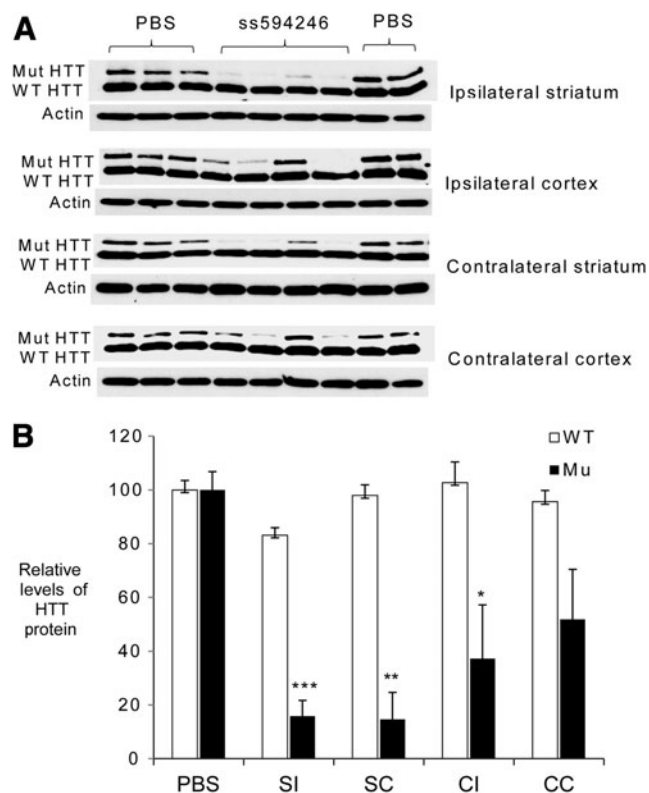 A
PBS ss594246 PBS
Mut HTT
WT HTT
Actin
Ipsilateral striatum
Mut HTT
WT HTT
Actin
Ipsilateral cortex
Mut HTT
WT HTT
Actin
Contralateral striatum
Mut HTT
WT HTT
Actin
Contralateral cortex
B
WT
Mu
Relative
levels of
HTT
protein
120
100
80
60
40
20
0
***
**
*
PBS SI SC CI CC